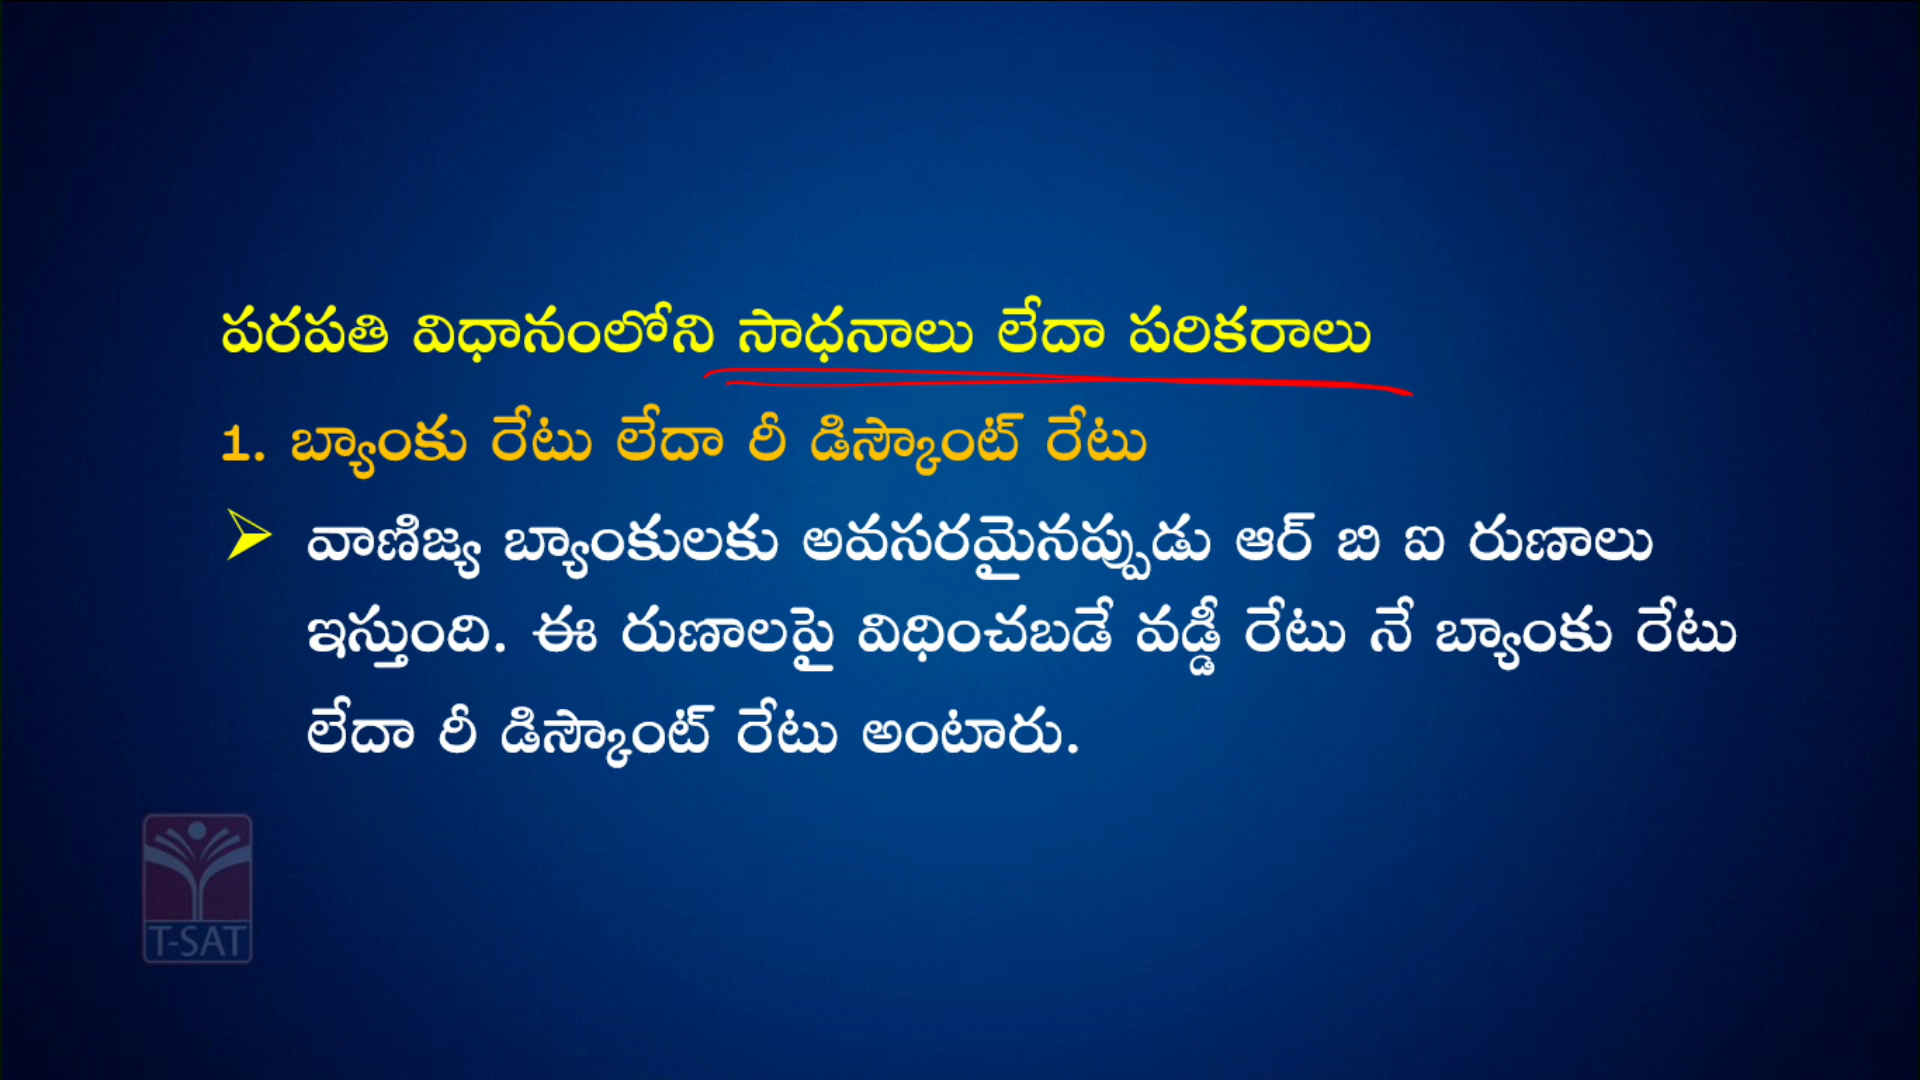 పరపతి విధానంలోని సాధనాలు లేదా పరికరాలు
1. బ్యాంకు రేటు లేదా రీ డిస్కౌంట్ రేటు
వాణిజ్య బ్యాంకులకు అవసరమైనప్పుడు ఆర్ బి ఐ రుణాలు
ఇస్తుంది. ఈ రుణాలపై విధించబడే వడ్డీ రేటు నే బ్యాంకు రేటు
లేదా రీ డిస్కౌంట్ రేటు అంటారు.
T-SAT